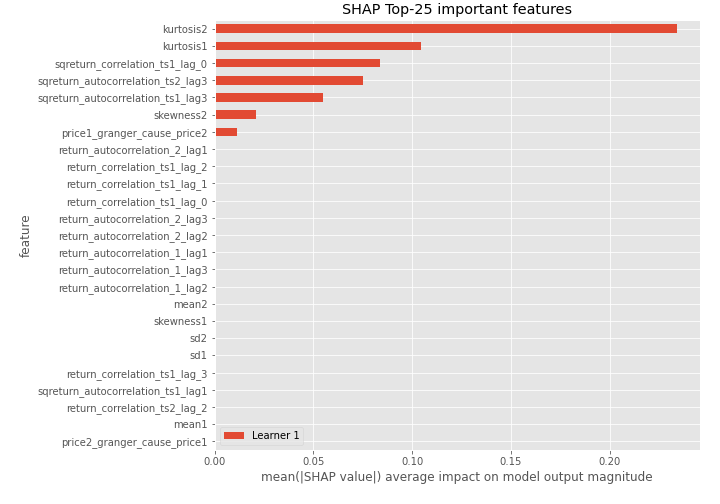 SHAP Top-25 important features
kurtosis2
kurtosis1
sqreturn_correlation_ts1_lag_0
sqreturn_autocorrelation_ts2_lag3
sqreturn_autocorrelation_ts1_lag3
skewness2
price1_granger_cause_price2
return_autocorrelation_2_lag1
return_correlation_ts1_lag_2
return_correlation_ts1_lag_1
return_correlation_ts1_lag_0
return_autocorrelation_2_lag3
return_autocorrelation_2_lag2
return_autocorrelation_1_lag1
return_autocorrelation_1_lag3
return_autocorrelation_1_lag2
mean2
skewness1
sd2
sd1
return_correlation_ts1_lag_3
sqreturn_autocorrelation_ts1_lag1
return_correlation_ts2_lag_2
mean1
price2_granger_cause_price1
feature
Learner 1
0.00 0.05 0.10 0.15 0.20
mean(|SHAP value|) average impact on model output magnitude